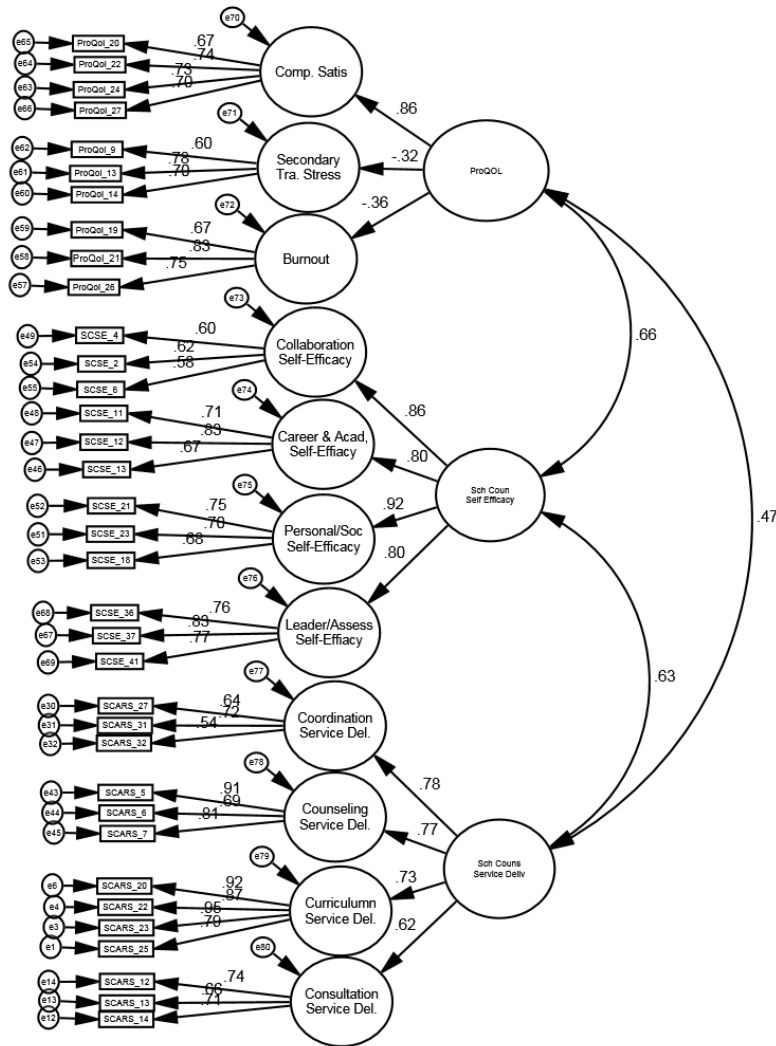 e70
e65 ProQol_20 .67
e64 ProQol_22 .74
e63 ProQol_24 .73
e66 ProQol_27 .70
Comp. Satis
.86
e71
e62 ProQol_9 .60
e61 ProQol_13 .78
e60 ProQol_14 .70
Secondary
Tra. Stress
-.32
ProQOL
e72
-.36
e59 ProQol_19 .67
e58 ProQol_21 .83
e57 ProQol_26 .75
Burnout
e73
e49 SCSE_4 .60
e54 SCSE_2 .62
e55 SCSE_6 .58
Collaboration
Self-Efficacy
.66
e74
.86
e48 SCSE_11 .71
e47 SCSE_12 .83
e46 SCSE_13 .67
Career & Acad,
Self-Effiacy
.80
Sch Coun
Self Efficacy
e75
.92
e52 SCSE_21 .75
e51 SCSE_23 .70
e53 SCSE_18 .68
Personal/Soc
Self-Efficacy
.47
.80
e76
e68 SCSE_36 .76
e67 SCSE_37 .83
e69 SCSE_41 .77
Leader/Assess
Self-Effiacy
.63
e77
e30 SCARS_27 .64
e31 SCARS_31 .72
e32 SCARS_32 .54
Coordination
Service Del.
e78
.78
e43 SCARS_5 .91
e44 SCARS_6 .69
e45 SCARS_7 .81
Counseling
Service Del.
.77
Sch Couns
Service Deliv
e79
.73
e6 SCARS_20 .92
e4 SCARS_22 .87
e3 SCARS_23 .95
e1 SCARS_25 .70
Curriculumn
Service Del.
.62
e80
e14 SCARS_12 .74
e13 SCARS_13 .66
e12 SCARS_14 .71
Consultation
Service Del.